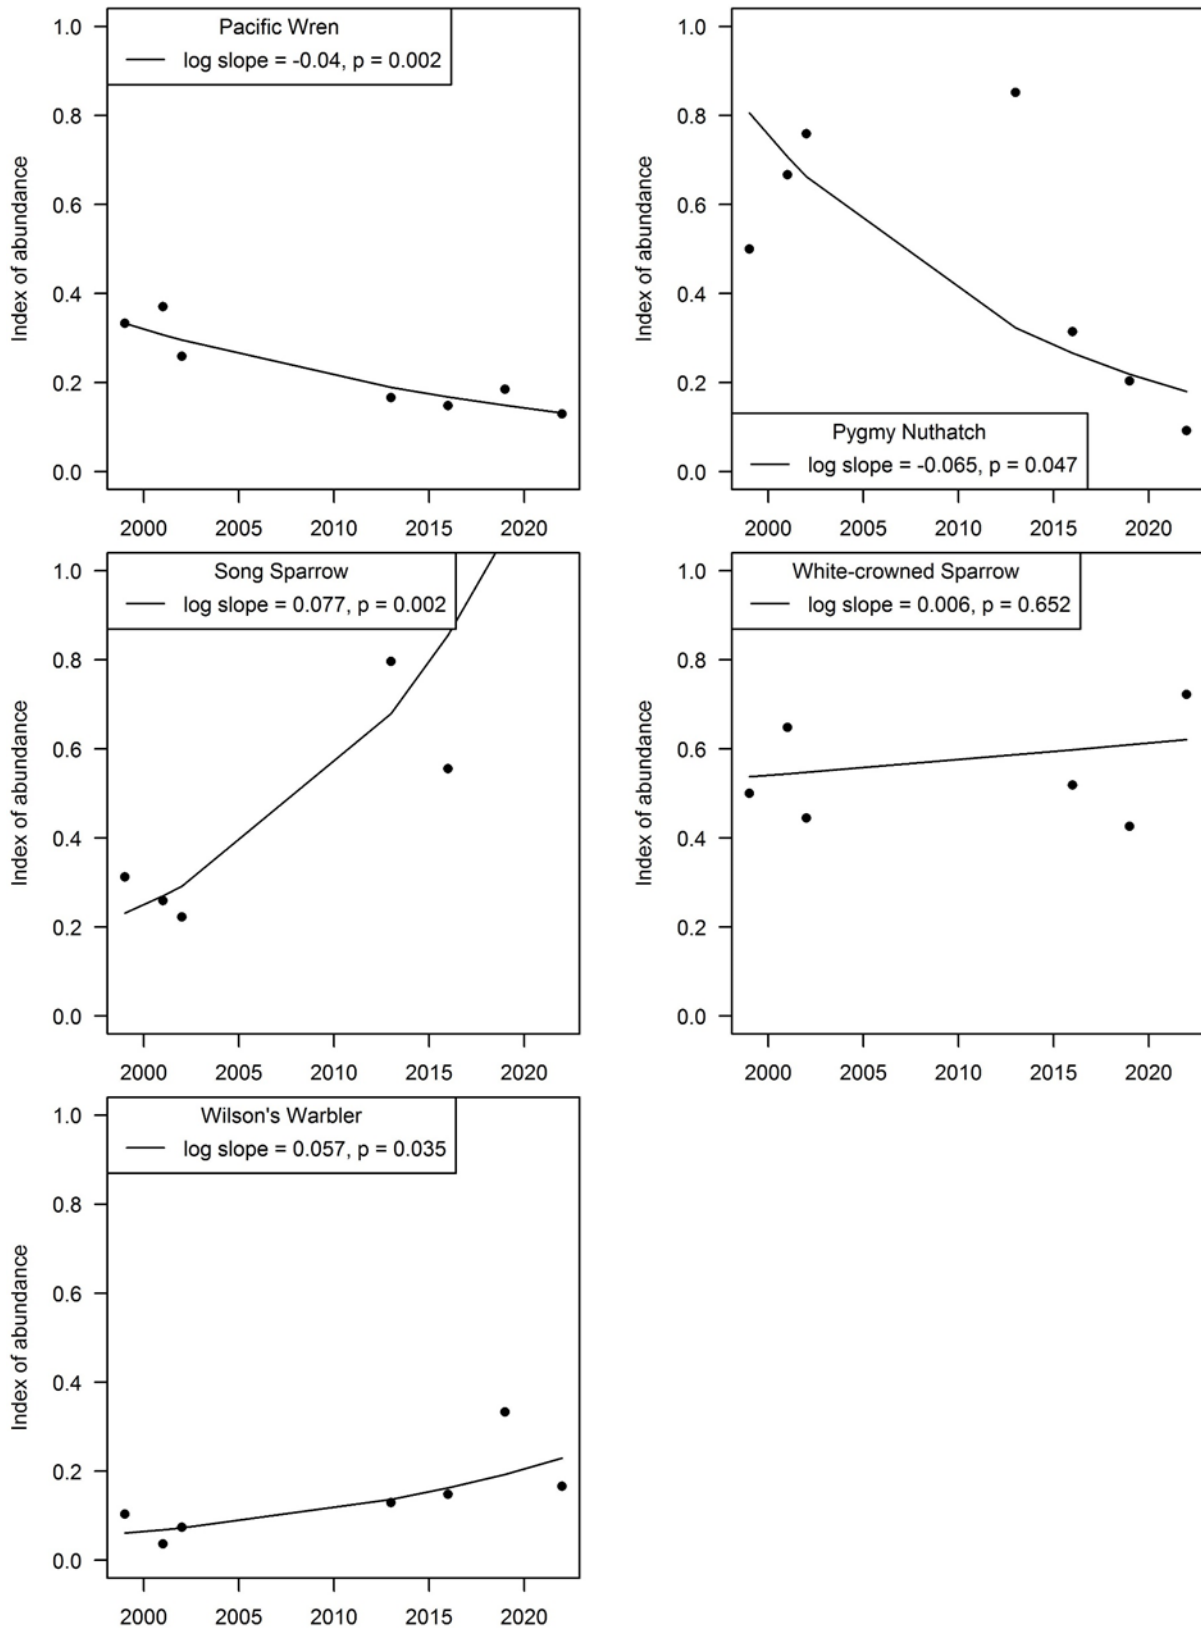 Pacific Wren
log slope = -0.04, p = 0.002
Index of abundance
1.0
0.8
0.6
0.4
0.2
0.0
2000 2005 2010 2015 2020
Index of abundance
1.0
0.8
0.6
0.4
0.2
0.0
Pygmy Nuthatch
log slope = -0.065, p = 0.047
2000 2005 2010 2015 2020
Song Sparrow
log slope = 0.077, p = 0.002
Index of abundance
1.0
0.8
0.6
0.4
0.2
0.0
2000 2005 2010 2015 2020
White-crowned Sparrow
log slope = 0.006, p = 0.652
Index of abundance
1.0
0.8
0.6
0.4
0.2
0.0
2000 2005 2010 2015 2020
Wilson's Warbler
log slope = 0.057, p = 0.035
Index of abundance
1.0
0.8
0.6
0.4
0.2
0.0
2000 2005 2010 2015 2020